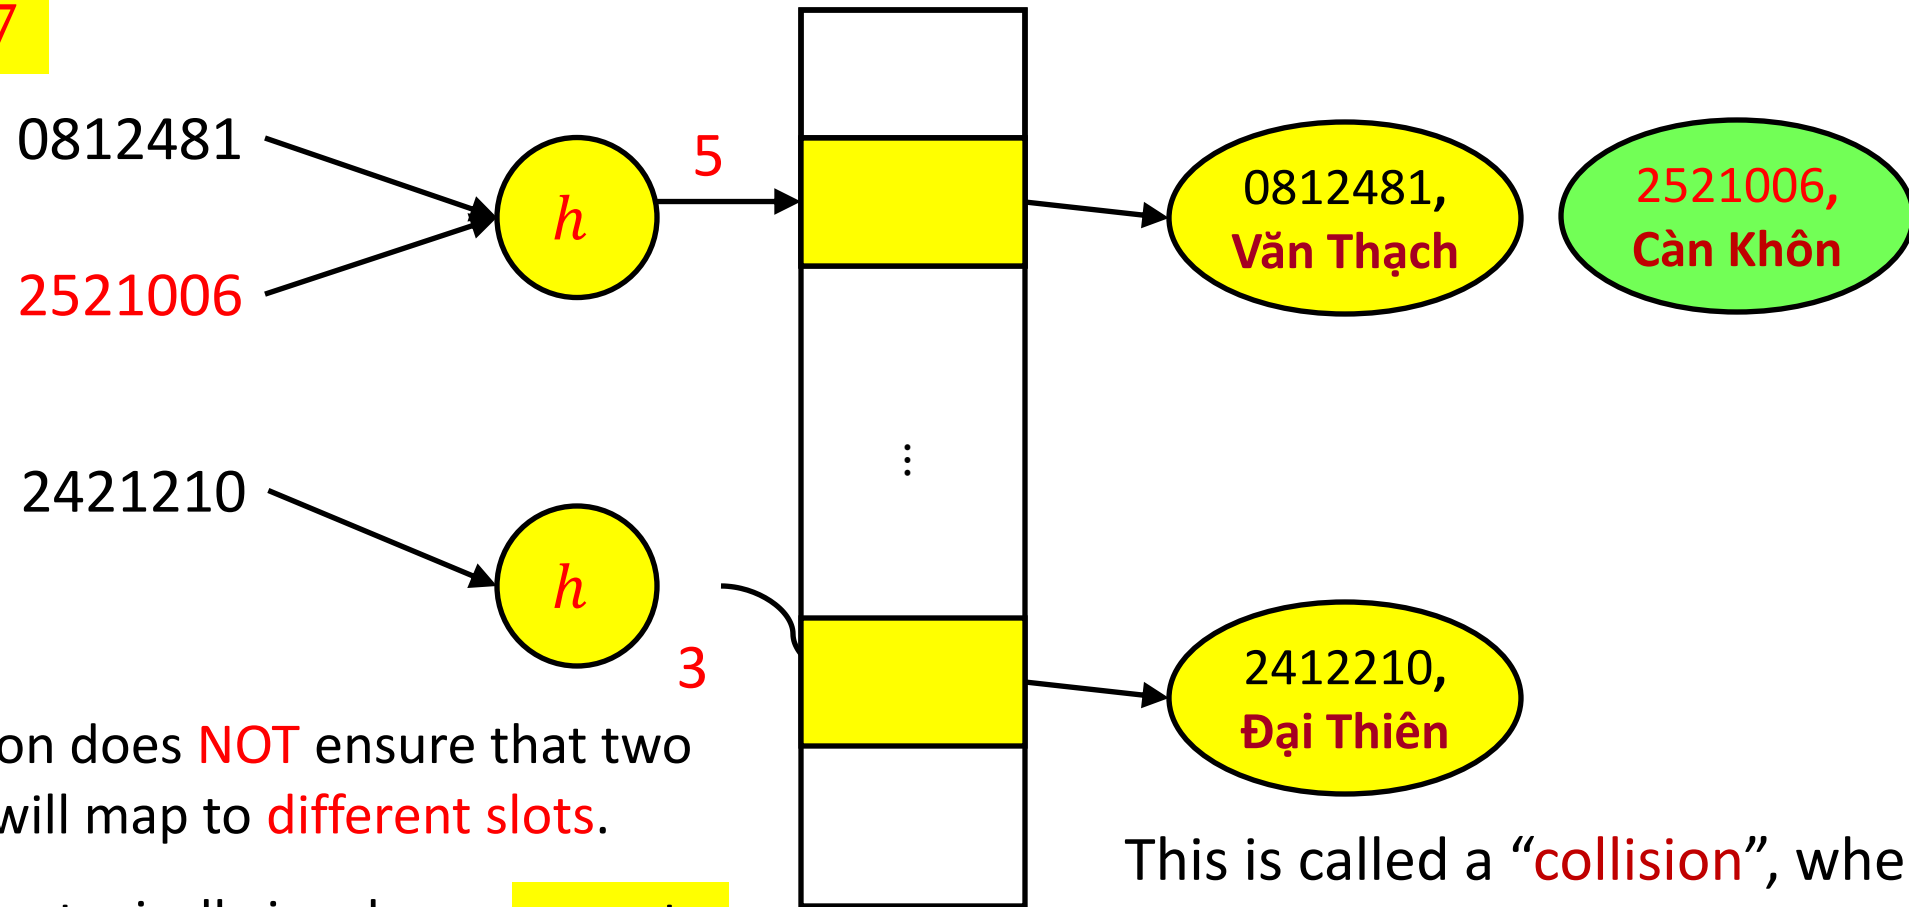 7
0812481
5
h
0812481,
Văn Thạch
2521006,
Càn Khôn
2521006
⋮
2421210
h
3
2412210,
Đại Thiên
on does NOT ensure that two
will map to different slots.
This is called a “collision”, whe